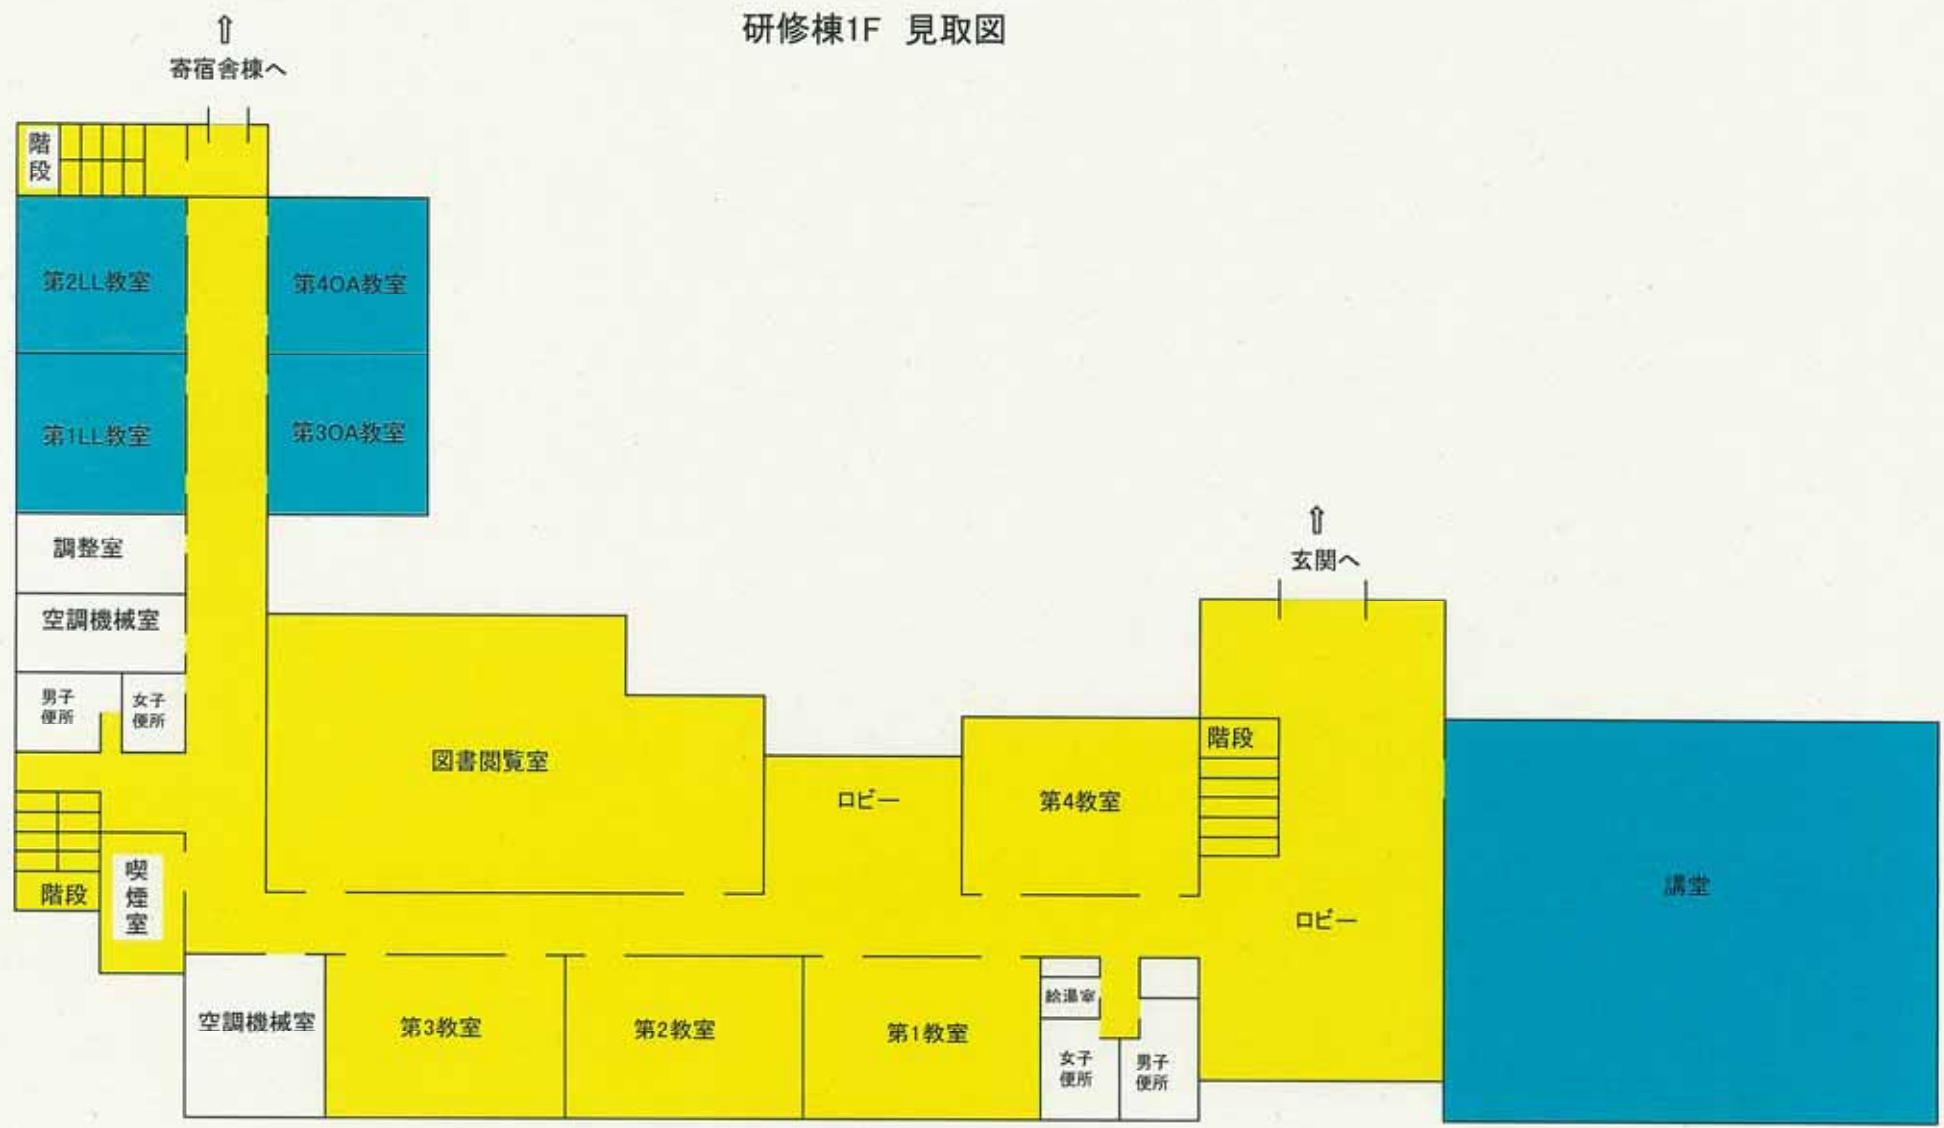 研修棟1F 見取図
⇧
寄宿舎棟へ
階
段
第2LL教室
第4OA教室
第1LL教室
第3OA教室
調整室
空調機械室
男子
便所
女子
便所
図書閲覧室
ロビー
第4教室
⇧
玄関へ
階段
ロビー
講堂
階段
喫
煙
室
空調機械室
第3教室
第2教室
第1教室
給湯室
女子
便所
男子
便所